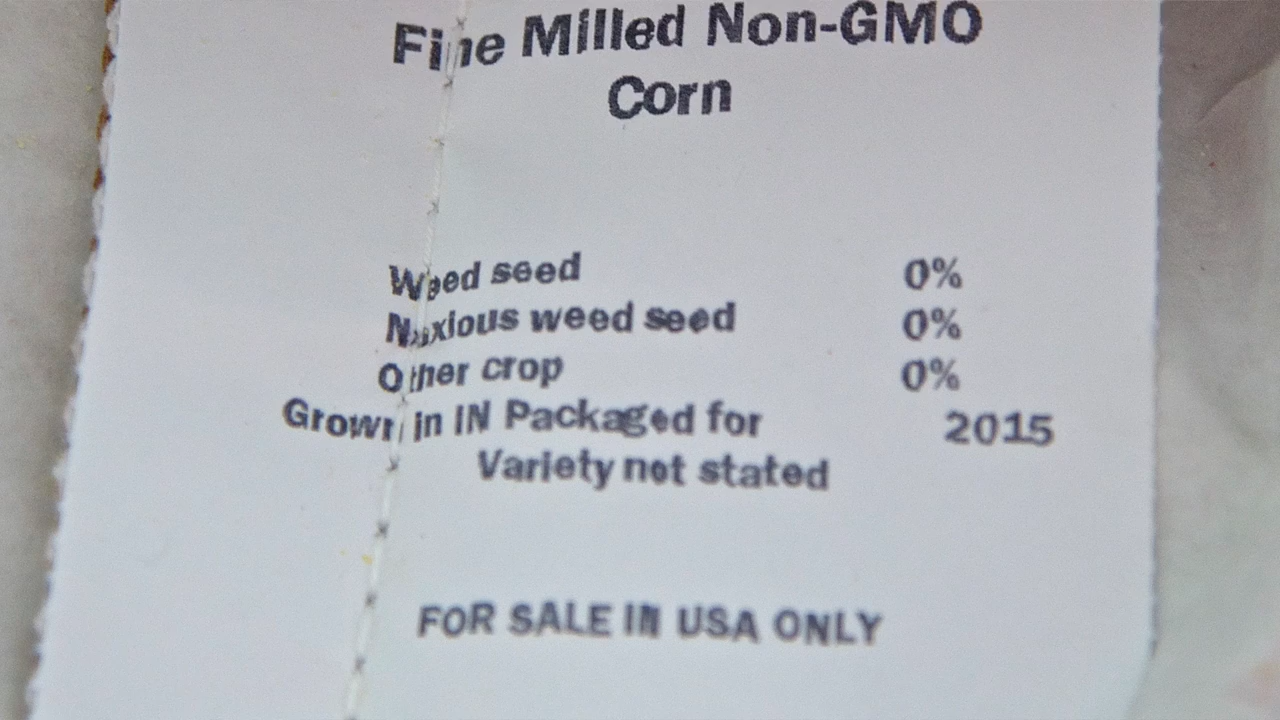 Fine Milled Non-GMO
Corn
Weed seed 0%
Noxious weed seed 0%
Other crop 0%
Grown in IN Packaged for 2015
Variety not stated
FOR SALE IN USA ONLY